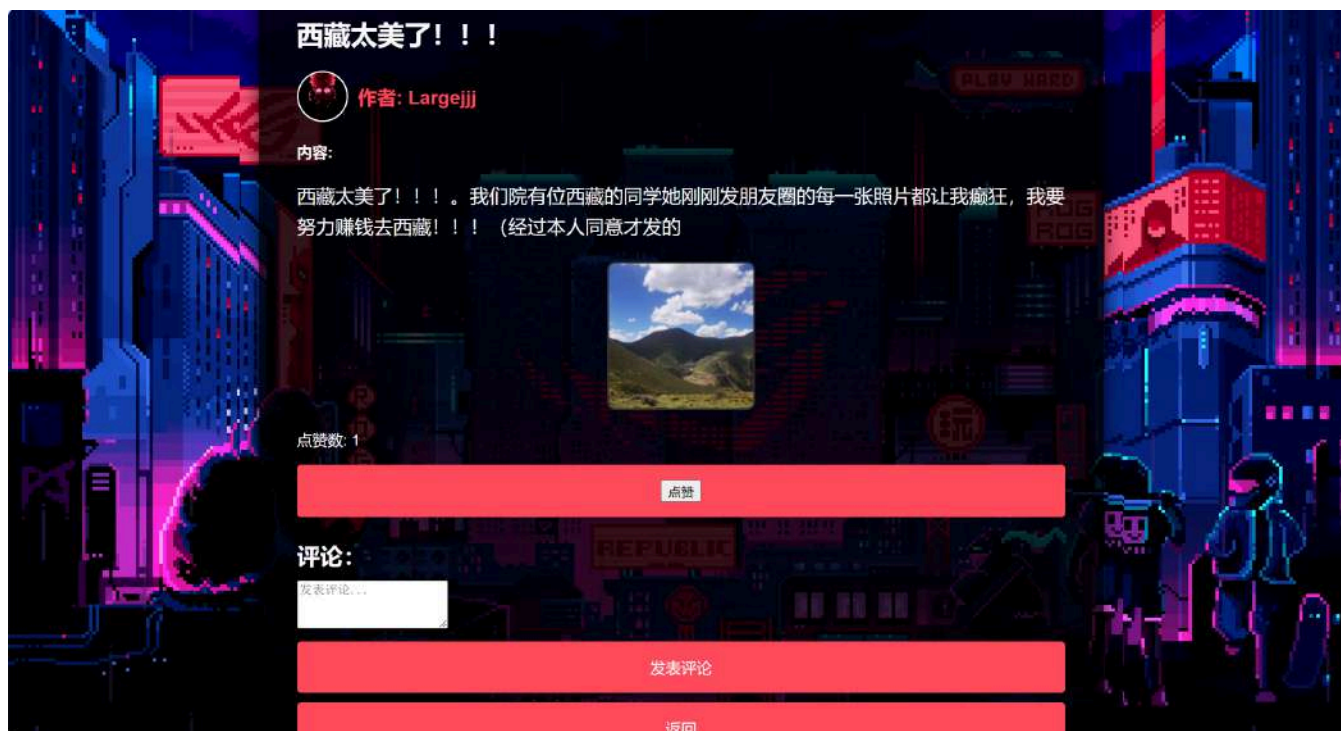 西藏太美了！！！
作者: Largejjj
内容:
西藏太美了！！！。我们院有位西藏的同学她刚刚发朋友圈的每一张照片都让我癫狂，我要
努力赚钱去西藏！！！（经过本人同意才发的
点赞数: 1
点赞
评论：
发表评论...
发表评论
返回
PLAY HARD
ROG
ROG
REPUBLIC